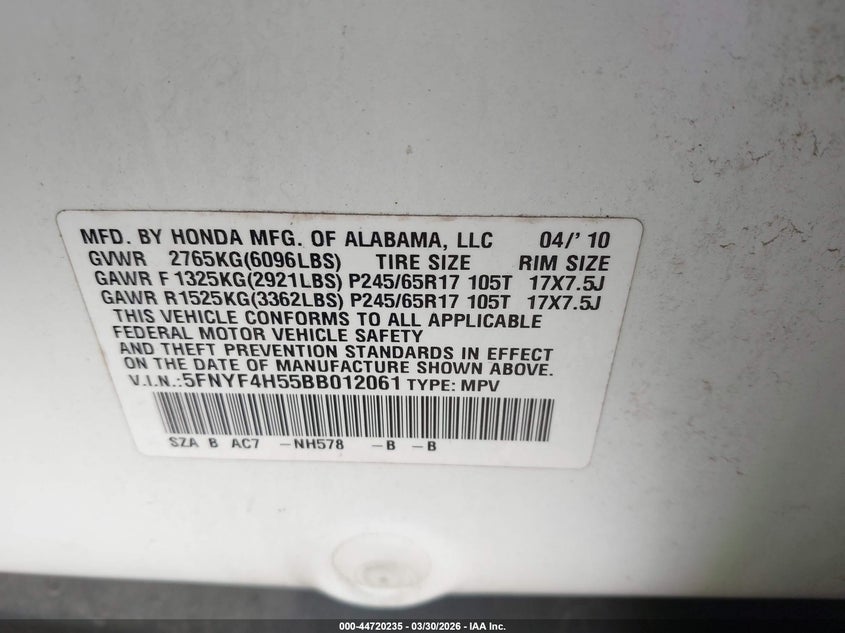 MFD. BY HONDA MFG. OF ALABAMA, LLC 04/' 10
GVWR 2765KG(6096LBS) TIRE SIZE RIM SIZE
GAWR F 1325KG(2921LBS) P245/65R17 105T 17X7.5J
GAWR R1525KG(3362LBS) P245/65R17 105T 17X7.5J
THIS VEHICLE CONFORMS TO ALL APPLICABLE
FEDERAL MOTOR VEHICLE SAFETY
AND THEFT PREVENTION STANDARDS IN EFFECT
ON THE DATE OF MANUFACTURE SHOWN ABOVE.
V.I.N.:5FNYF4H55BB012061 TYPE: MPV
SZA B AC7 –NH578 –B –B
000-44720235 - 03/30/2026 - IAA Inc.